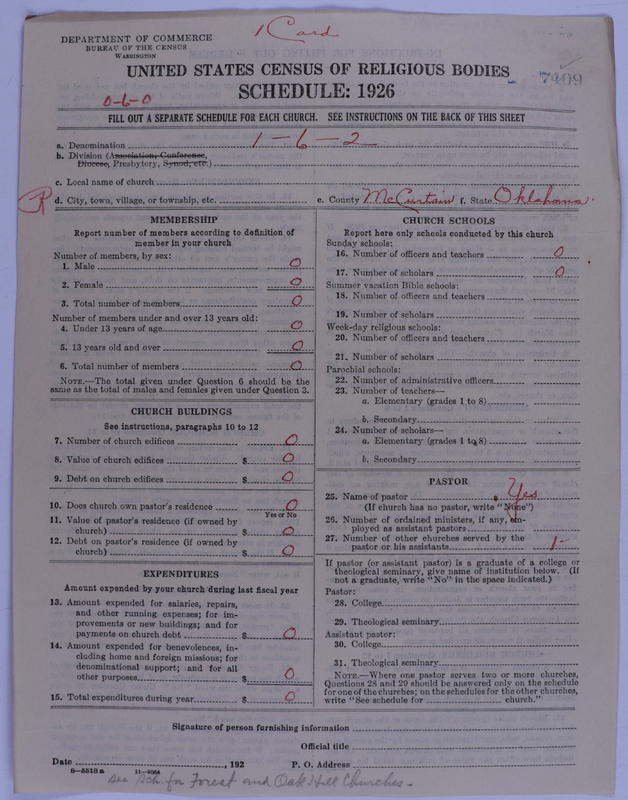 1 Card
DEPARTMENT OF COMMERCE
BUREAU OF THE CENSUS
WASHINGTON
UNITED STATES CENSUS OF RELIGIOUS BODIES
7409
SCHEDULE: 1926
0-6-0
FILL OUT A SEPARATE SCHEDULE FOR EACH CHURCH. SEE INSTRUCTIONS ON THE BACK OF THIS SHEET
a. Denomination 1-6-2
b. Division (Association, Conference,
Diocese, Presbytery, Synod, etc.)
c. Local name of church
R d. City, town, village, or township, etc. e. County McCurtain f. State Oklahoma.
MEMBERSHIP
Report number of members according to definition of
member in your church
Number of members, by sex:
1. Male 0
2. Female 0
3. Total number of members 0
Number of members under and over 13 years old:
4. Under 13 years of age 0
5. 13 years old and over 0
6. Total number of members 0
NOTE.—The total given under Question 6 should be the
same as the total of males and females given under Question 3.
CHURCH BUILDINGS
See instructions, paragraphs 10 to 12
7. Number of church edifices 0
8. Value of church edifices $ 0
9. Debt on church edifices $ 0
10. Does church own pastor's residence 0
Yes or No
11. Value of pastor's residence (if owned by
church) $ 0
12. Debt on pastor's residence (if owned by
church) $ 0
EXPENDITURES
Amount expended by your church during last fiscal year
13. Amount expended for salaries, repairs,
and other running expenses; for im-
provements or new buildings; and for
payments on church debt $ 0
14. Amount expended for benevolences, in-
cluding home and foreign missions; for
denominational support; and for all
other purposes $ 0
15. Total expenditures during year $ 0
CHURCH SCHOOLS
Report here only schools conducted by this church
Sunday schools:
16. Number of officers and teachers 0
17. Number of scholars 0
Summer vacation Bible schools:
18. Number of officers and teachers
19. Number of scholars
Week-day religious schools:
20. Number of officers and teachers
21. Number of scholars
Parochial schools:
22. Number of administrative officers
23. Number of teachers—
a. Elementary (grades 1 to 8)
b. Secondary
24. Number of scholars—
a. Elementary (grades 1 to 8)
b. Secondary
PASTOR
25. Name of pastor Yes
(If church has no pastor, write "None")
26. Number of ordained ministers, if any, em-
ployed as assistant pastors
27. Number of other churches served by the
pastor or his assistants 1-
If pastor (or assistant pastor) is a graduate of a college or
theological seminary, give name of institution below. (If
not a graduate, write "No" in the space indicated.)
Pastor:
28. College
29. Theological seminary
Assistant pastor:
30. College
31. Theological seminary
NOTE.—Where one pastor serves two or more churches,
Questions 28 and 29 should be answered only on the schedule
for one of the churches; on the schedules for the other churches,
write "See schedule for church."
Signature of person furnishing information
Official title
Date , 192 P. O. Address
8-5518a
see Sch. for Forest and Oak Hill Churches.